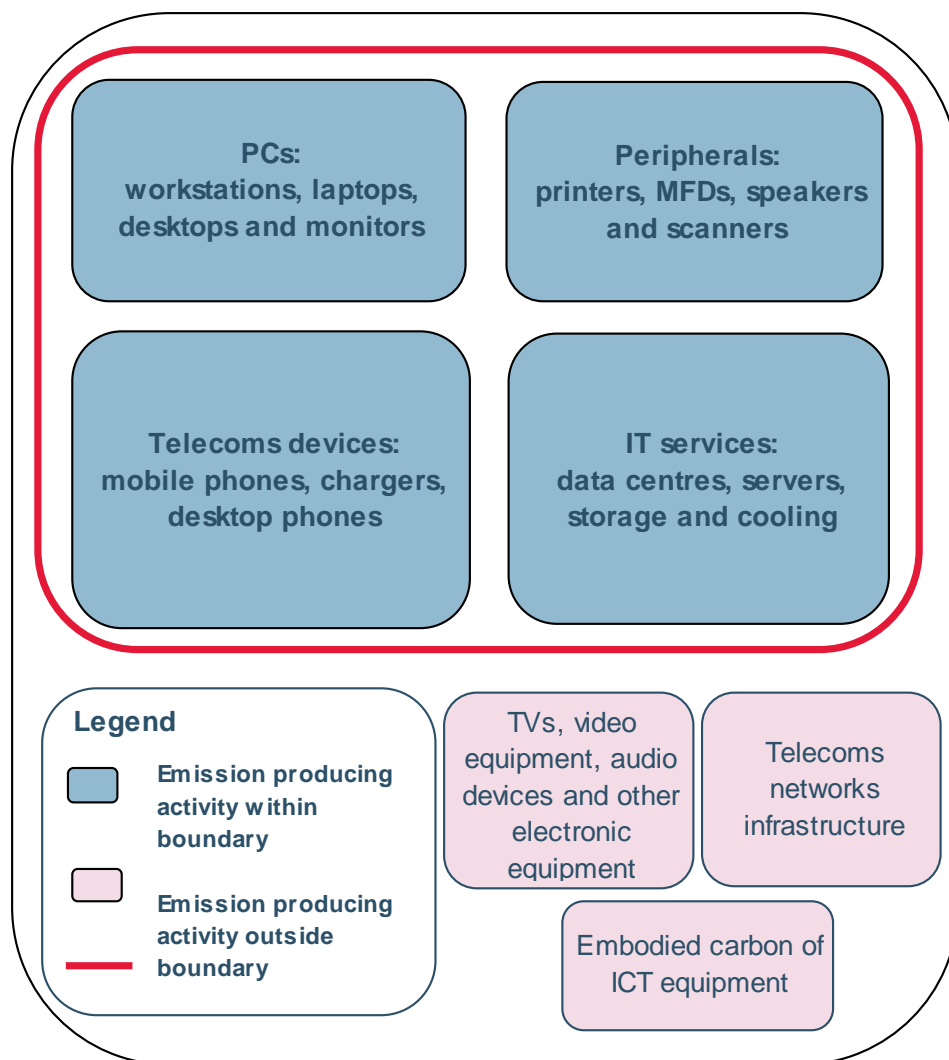 PCs:
workstations, laptops,
desktops and monitors
Peripherals:
printers, MFDs, speakers
and scanners
Telecoms devices:
mobile phones, chargers,
desktop phones
IT services:
data centres, servers,
storage and cooling
Legend
Emission producing
activity within
boundary
Emission producing
activity outside
boundary
TVs, video
equipment, audio
devices and other
electronic
equipment
Telecoms
networks
infrastructure
Embodied carbon of
ICT equipment